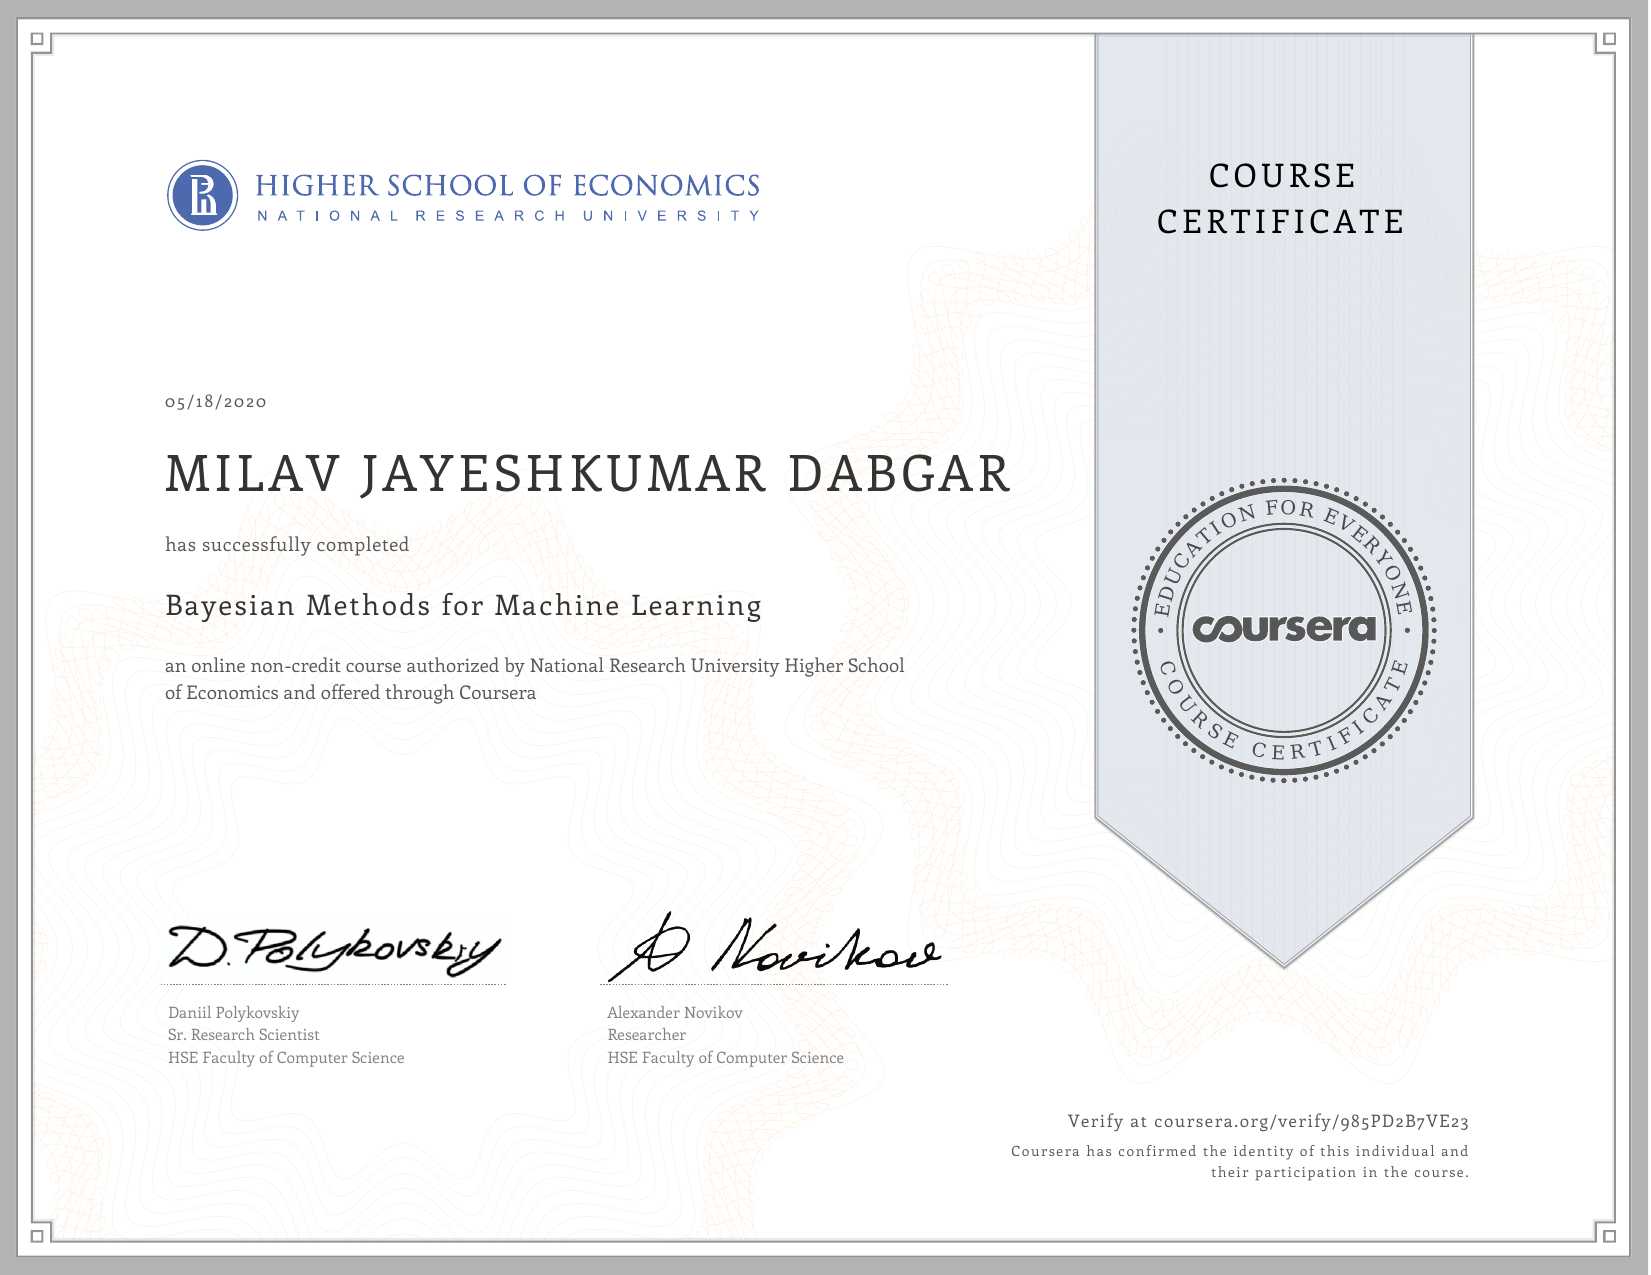 HIGHER SCHOOL OF ECONOMICS
NATIONAL RESEARCH UNIVERSITY
COURSE
CERTIFICATE
05/18/2020
MILAV JAYESHKUMAR DABGAR
has successfully completed
Bayesian Methods for Machine Learning
an online non-credit course authorized by National Research University Higher School
of Economics and offered through Coursera
EDUCATION FOR EVERYONE
coursera
COURSE CERTIFICATE
D. Polykovskiy
A Novikov
Daniil Polykovskiy
Sr. Research Scientist
HSE Faculty of Computer Science
Alexander Novikov
Researcher
HSE Faculty of Computer Science
Verify at coursera.org/verify/985PD2B7VE23
Coursera has confirmed the identity of this individual and
their participation in the course.